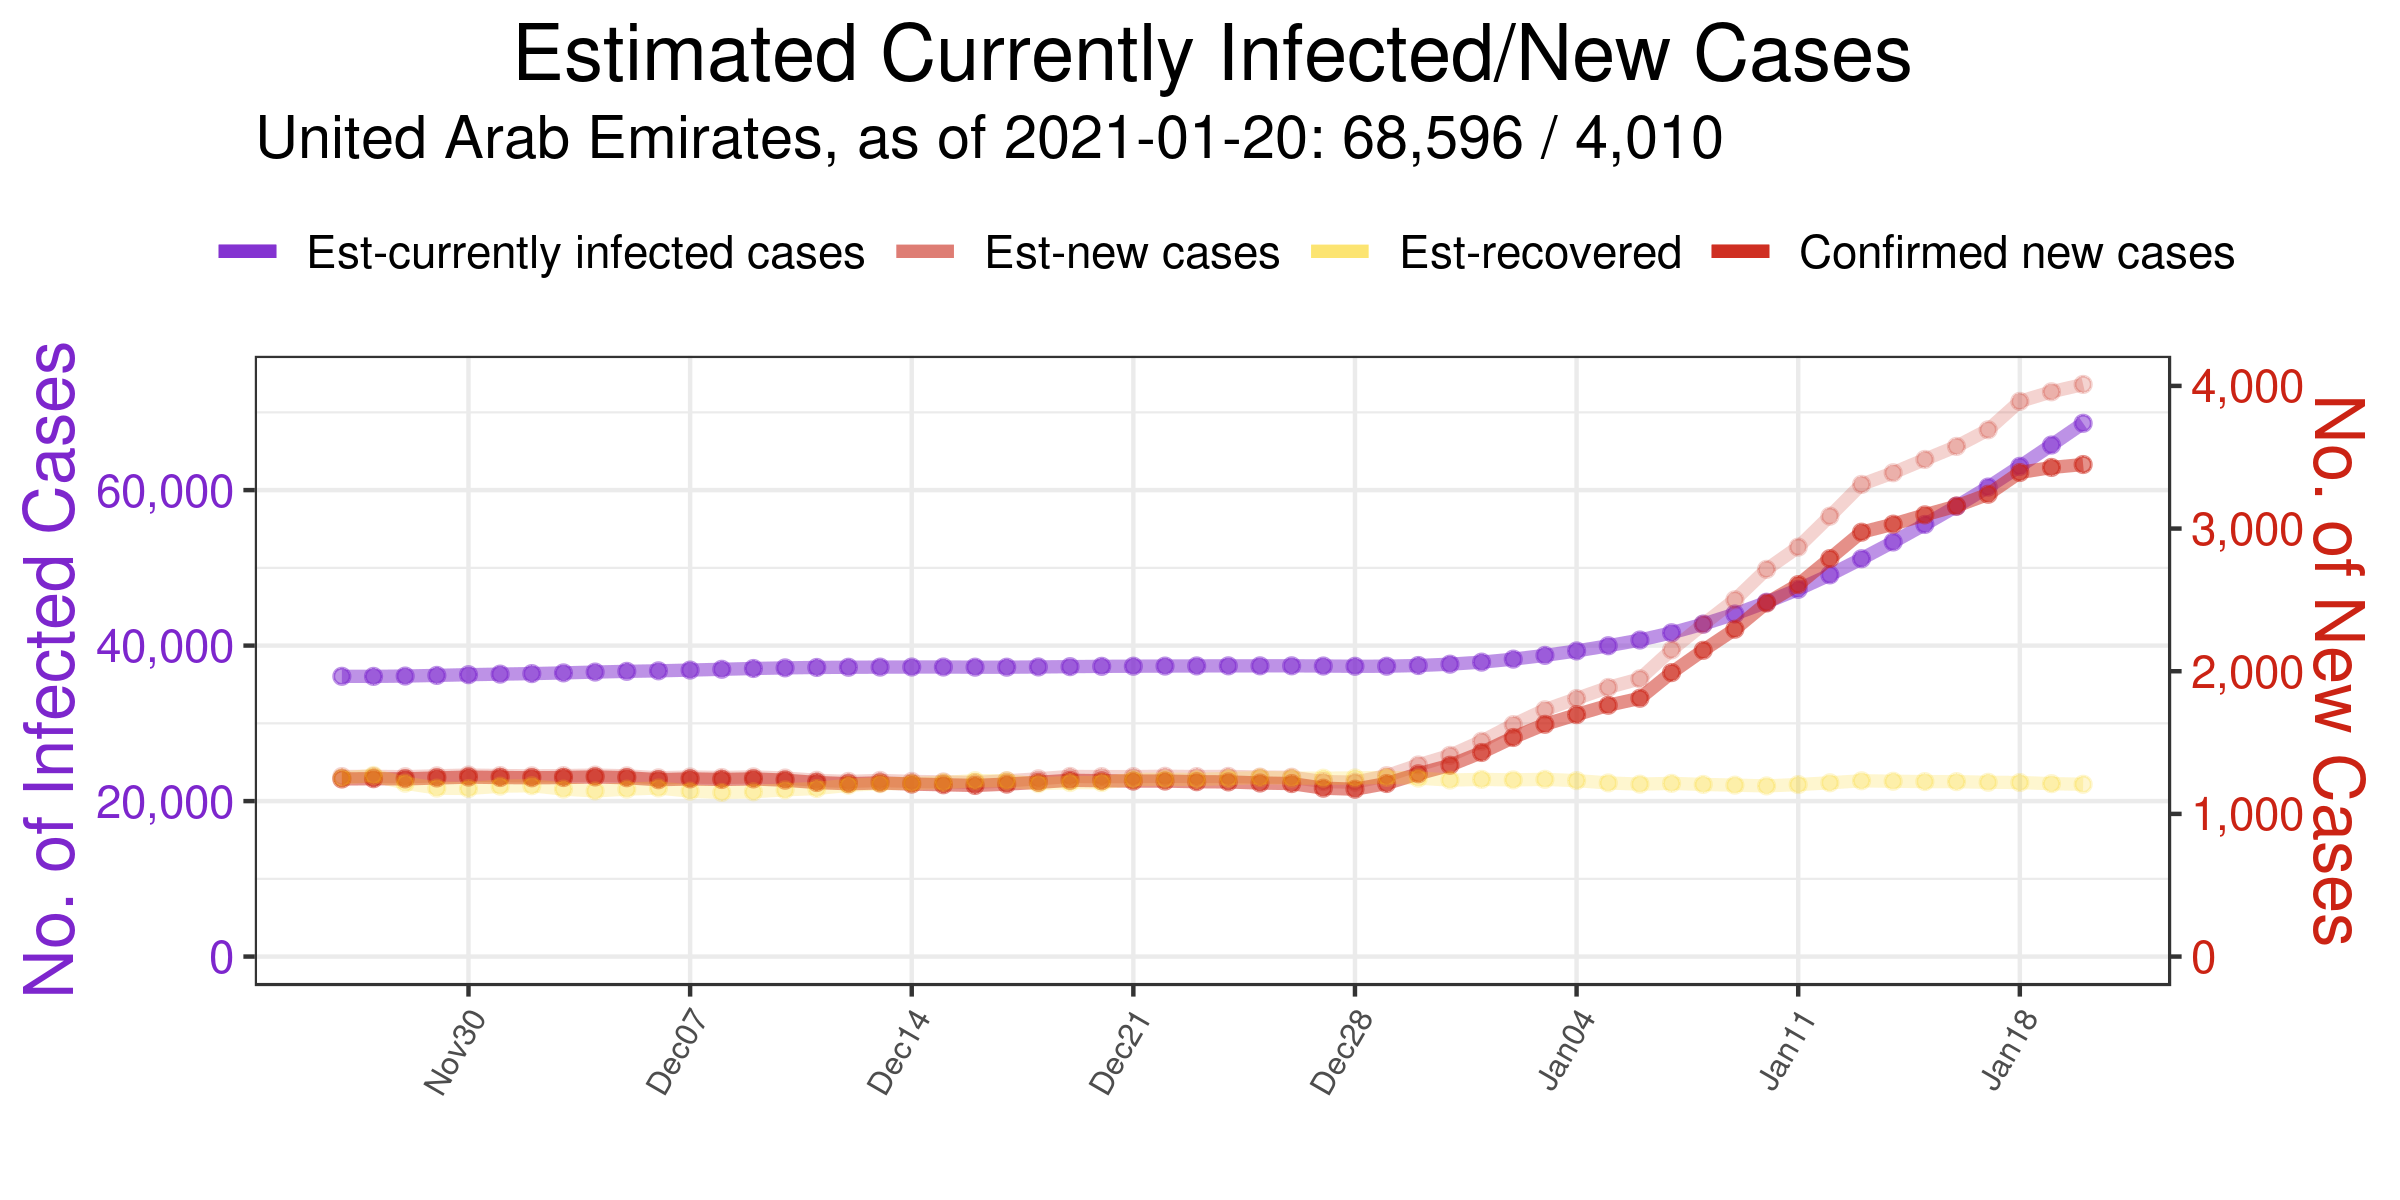 Estimated Currently Infected/New Cases
United Arab Emirates, as of 2021-01-20: 68,596 / 4,010
Est-currently infected cases Est-new cases Est-recovered Confirmed new cases
No. of Infected Cases
60,000
40,000
20,000
0
4,000
3,000
2,000
1,000
0
No. of New Cases
Nov30 Dec07 Dec14 Dec21 Dec28 Jan04 Jan11 Jan18